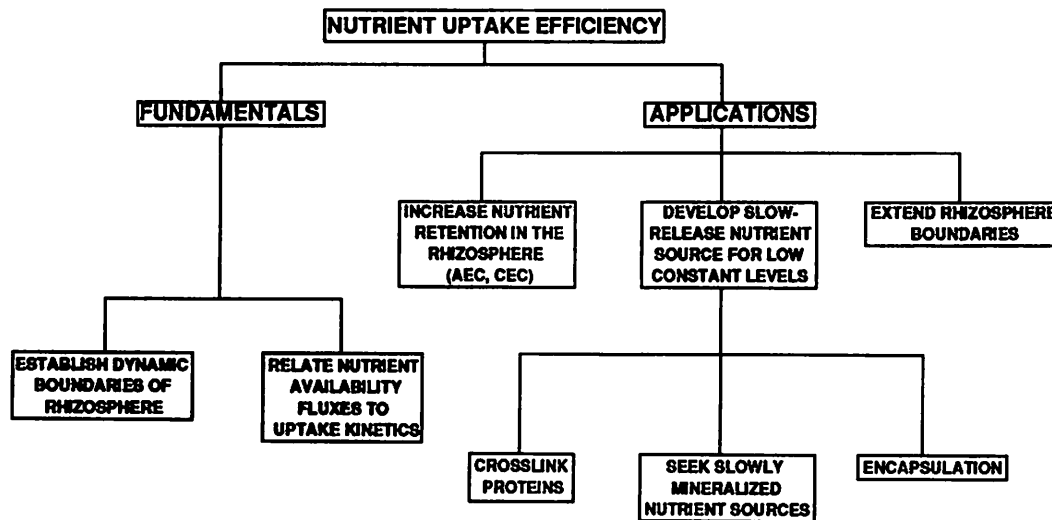 NUTRIENT UPTAKE EFFICIENCY
FUNDAMENTALS
APPLICATIONS
INCREASE NUTRIENT
RETENTION IN THE
RHIZOSPHERE
(AEC, CEC)
DEVELOP SLOW-
RELEASE NUTRIENT
SOURCE FOR LOW
CONSTANT LEVELS
EXTEND RHIZOSPHERE
BOUNDARIES
ESTABLISH DYNAMIC
BOUNDARIES OF
RHIZOSPHERE
RELATE NUTRIENT
AVAILABILITY
FLUXES TO
UPTAKE KINETICS
CROSSLINK
PROTEINS
SEEK SLOWLY
MINERALIZED
NUTRIENT SOURCES
ENCAPSULATION